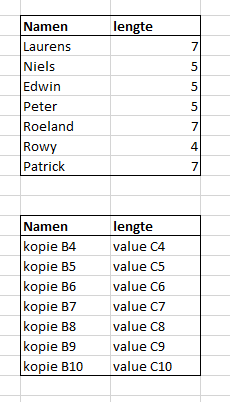 Namen lengte
Laurens 7
Niels 5
Edwin 5
Peter 5
Roeland 7
Rowy 4
Patrick 7
Namen lengte
kopie B4 value C4
kopie B5 value C5
kopie B6 value C6
kopie B7 value C7
kopie B8 value C8
kopie B9 value C9
kopie B10 value C10